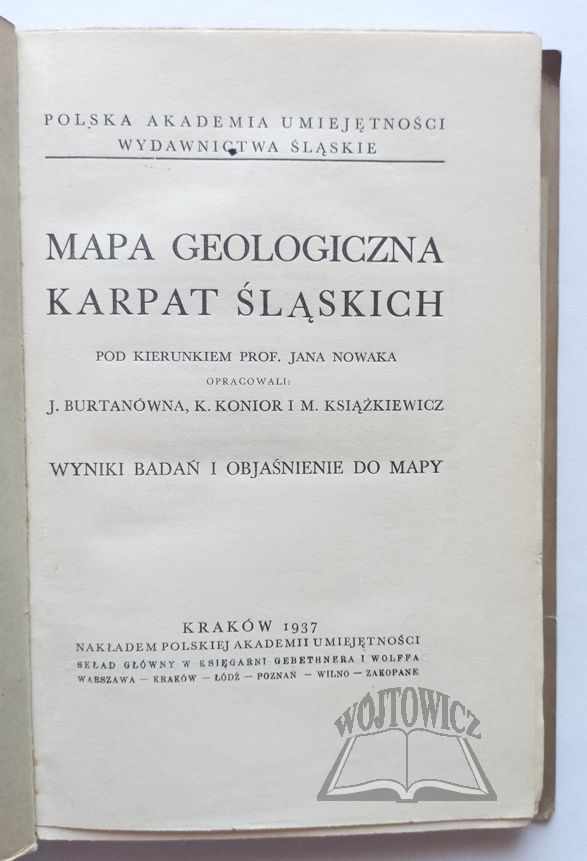 POLSKA AKADEMIA UMIEJĘTNOŚCI
WYDAWNICTWA ŚLĄSKIE
MAPA GEOLOGICZNA
KARPAT ŚLĄSKICH
POD KIERUNKIEM PROF. JANA NOWAKA
OPRACOWALI:
J. BURTANÓWNA, K. KONIOR I M. KSIĄŻKIEWICZ
WYNIKI BADAŃ I OBJAŚNIENIE DO MAPY
KRAKÓW 1937
NAKŁADEM POLSKIEJ AKADEMII UMIEJĘTNOŚCI
SKŁAD GŁÓWNY W KSIĘGARNI GEBETHNERA I WOLFFA
WARSZAWA — KRAKÓW — ŁÓDŹ — POZNAŃ — WILNO — ZAKOPANE
WÓJTOWICZ